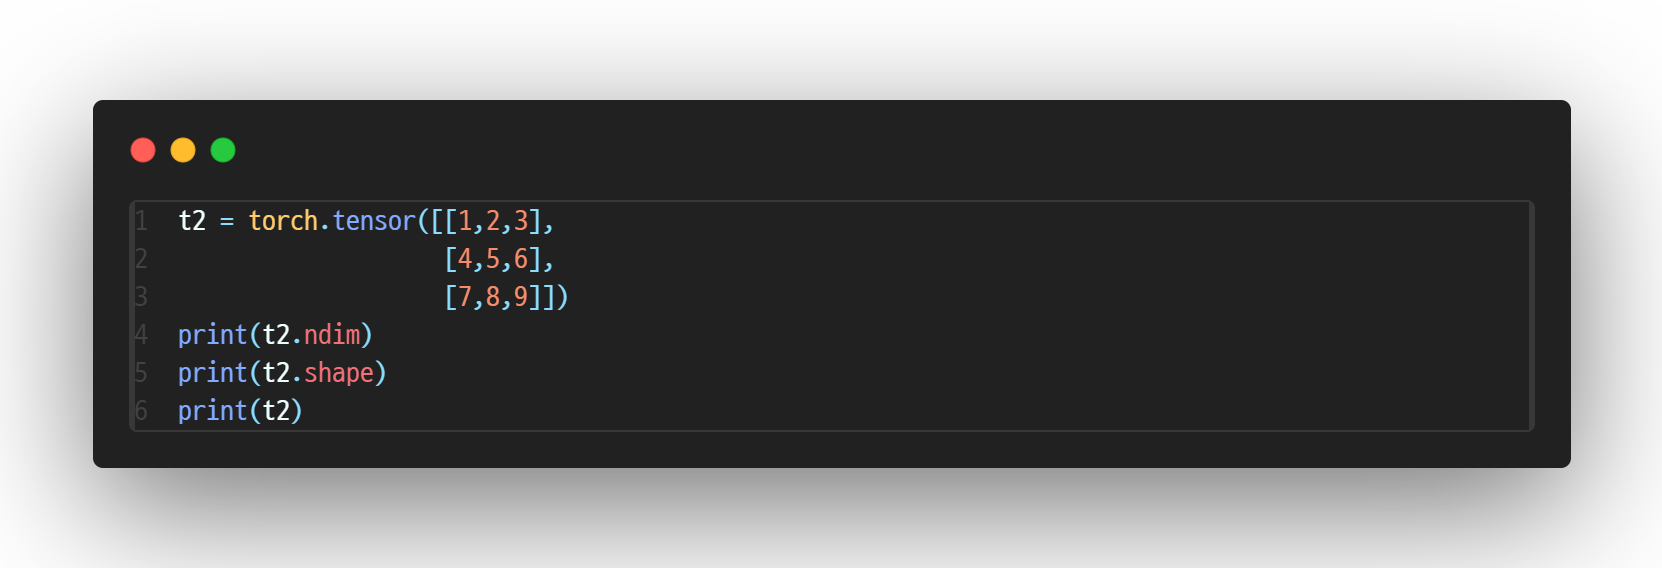 1 t2 = torch.tensor([[1,2,3],
2                    [4,5,6],
3                    [7,8,9]])
4 print(t2.ndim)
5 print(t2.shape)
6 print(t2)